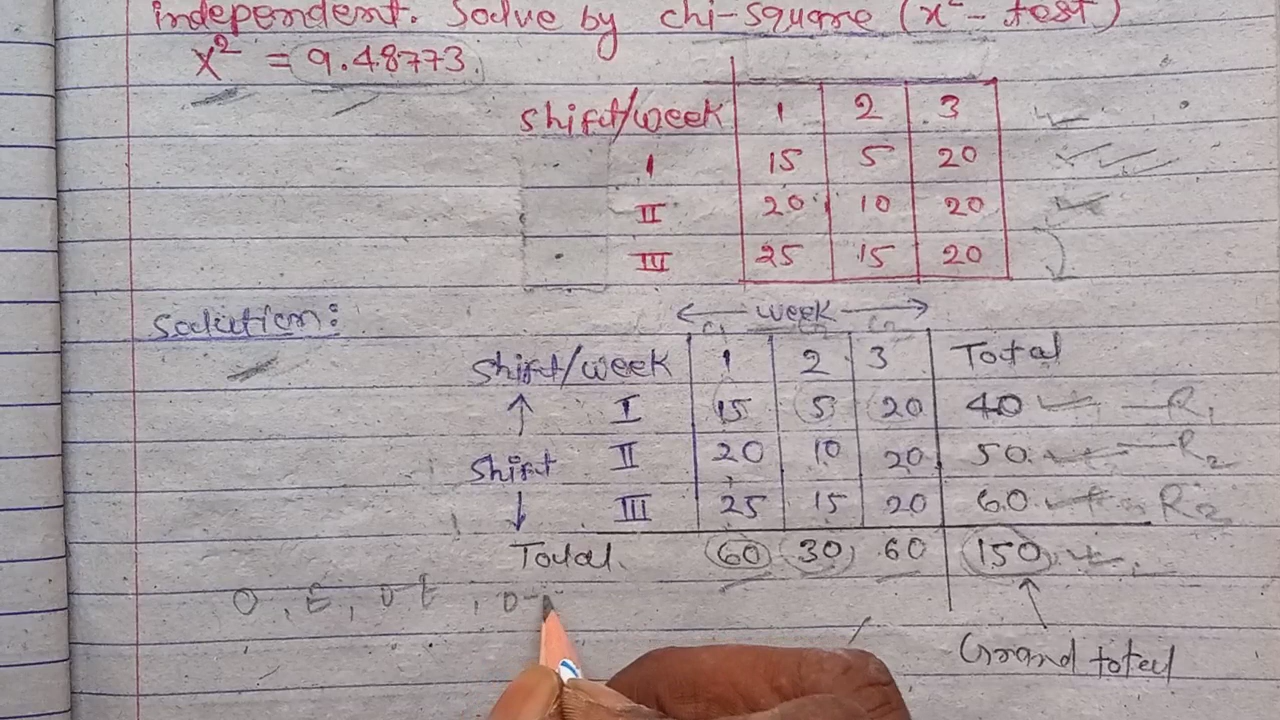 independent. Solve by chi-square (x²- test)
x² = 9.48773
Shift/week 1 2 3
I 15 5 20
II 20 10 20
III 25 15 20
Solution:
← week →
Shift/week 1 2 3 Total
↑ I 15 5 20 40 R1
Shift II 20 10 20 50 R2
↓ III 25 15 20 60
Total 60 30 60 150
O, E,
Grand total